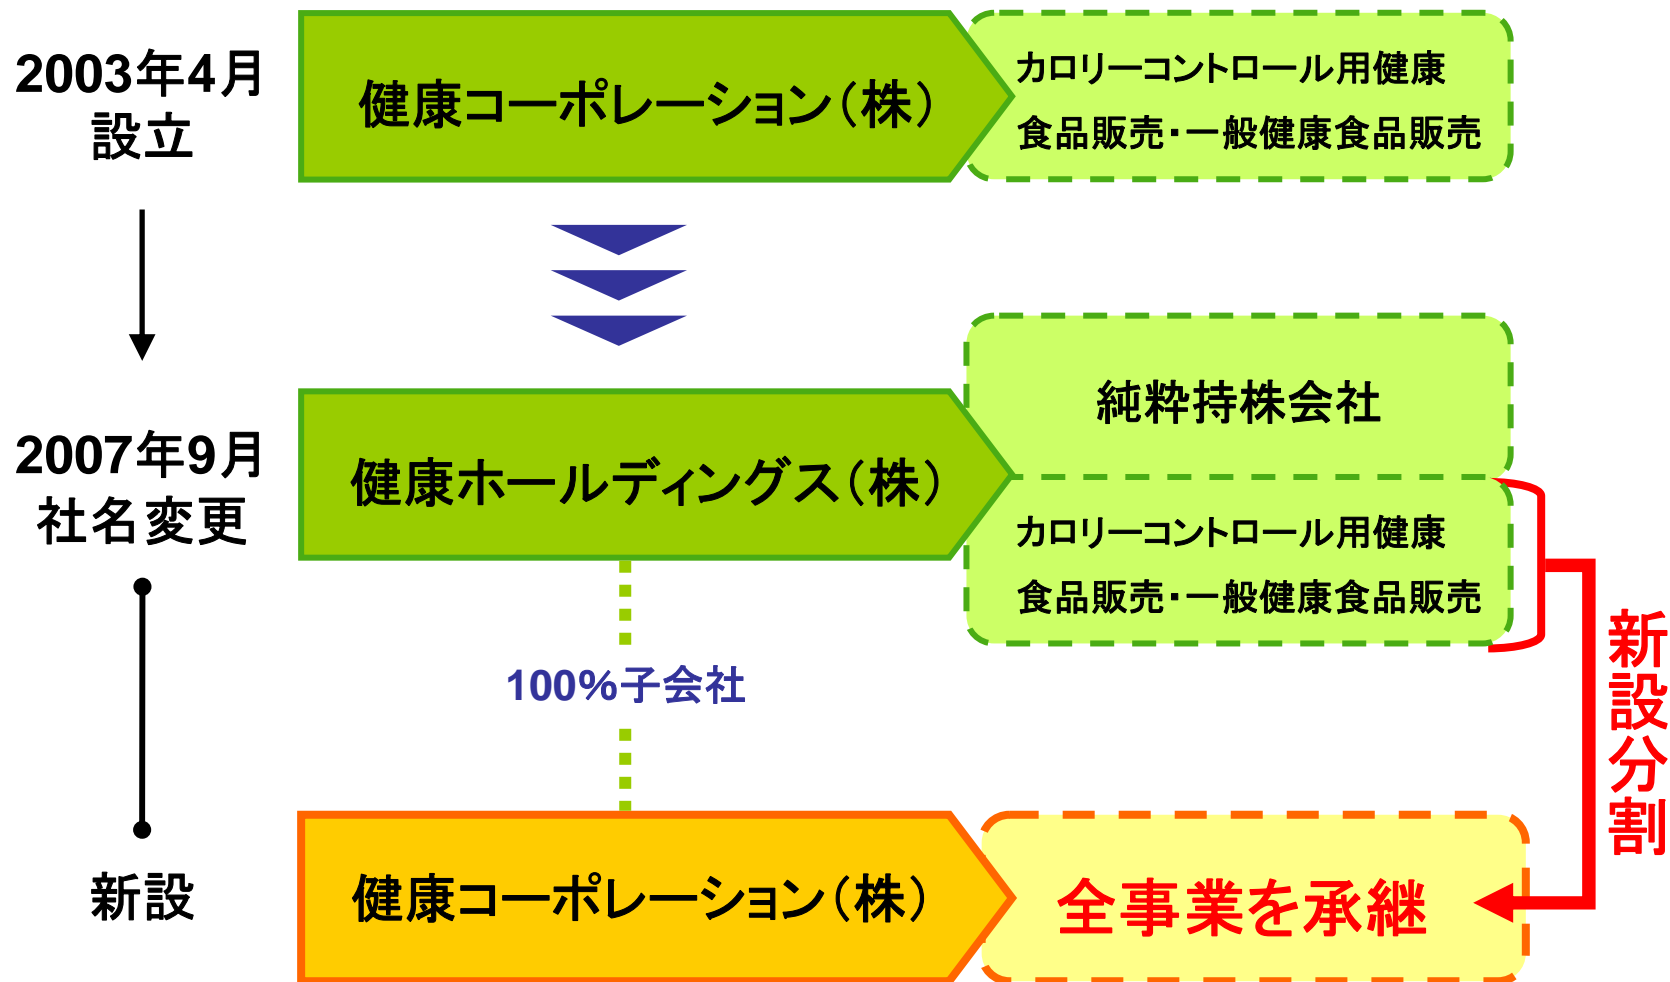 2003年4月
設立
健康コーポレーション（株）
カロリーコントロール用健康
食品販売・一般健康食品販売
2007年9月
社名変更
健康ホールディングス（株）
純粋持株会社
カロリーコントロール用健康
食品販売・一般健康食品販売
新設分割
100%子会社
新設
健康コーポレーション（株）
全事業を承継